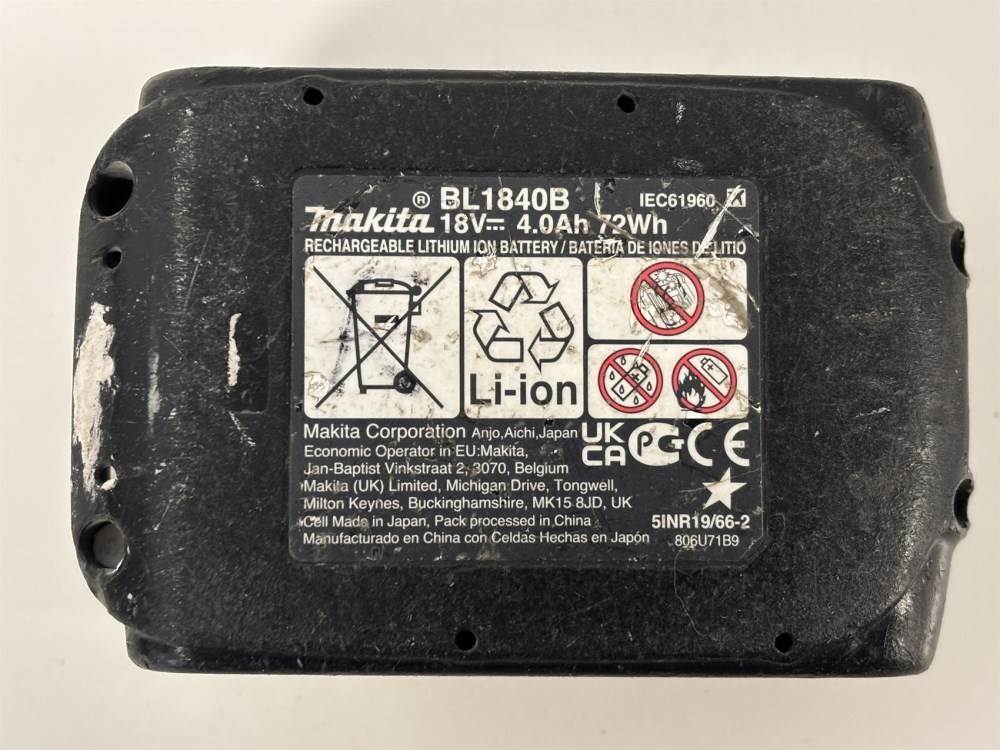 ® BL1840B IEC61960
makita 18V⎓ 4.0Ah 72Wh
RECHARGEABLE LITHIUM ION BATTERY / BATERÍA DE IONES DE LITIO
Li-ion
Makita Corporation Anjo,Aichi,Japan
Economic Operator in EU:Makita,
Jan-Baptist Vinkstraat 2, 3070, Belgium
Makita (UK) Limited, Michigan Drive, Tongwell,
Milton Keynes, Buckinghamshire, MK15 8JD, UK
Cell Made in Japan, Pack processed in China
Manufacturado en China con Celdas Hechas en Japón
UK
CA
CE
5INR19/66-2
806U71B9